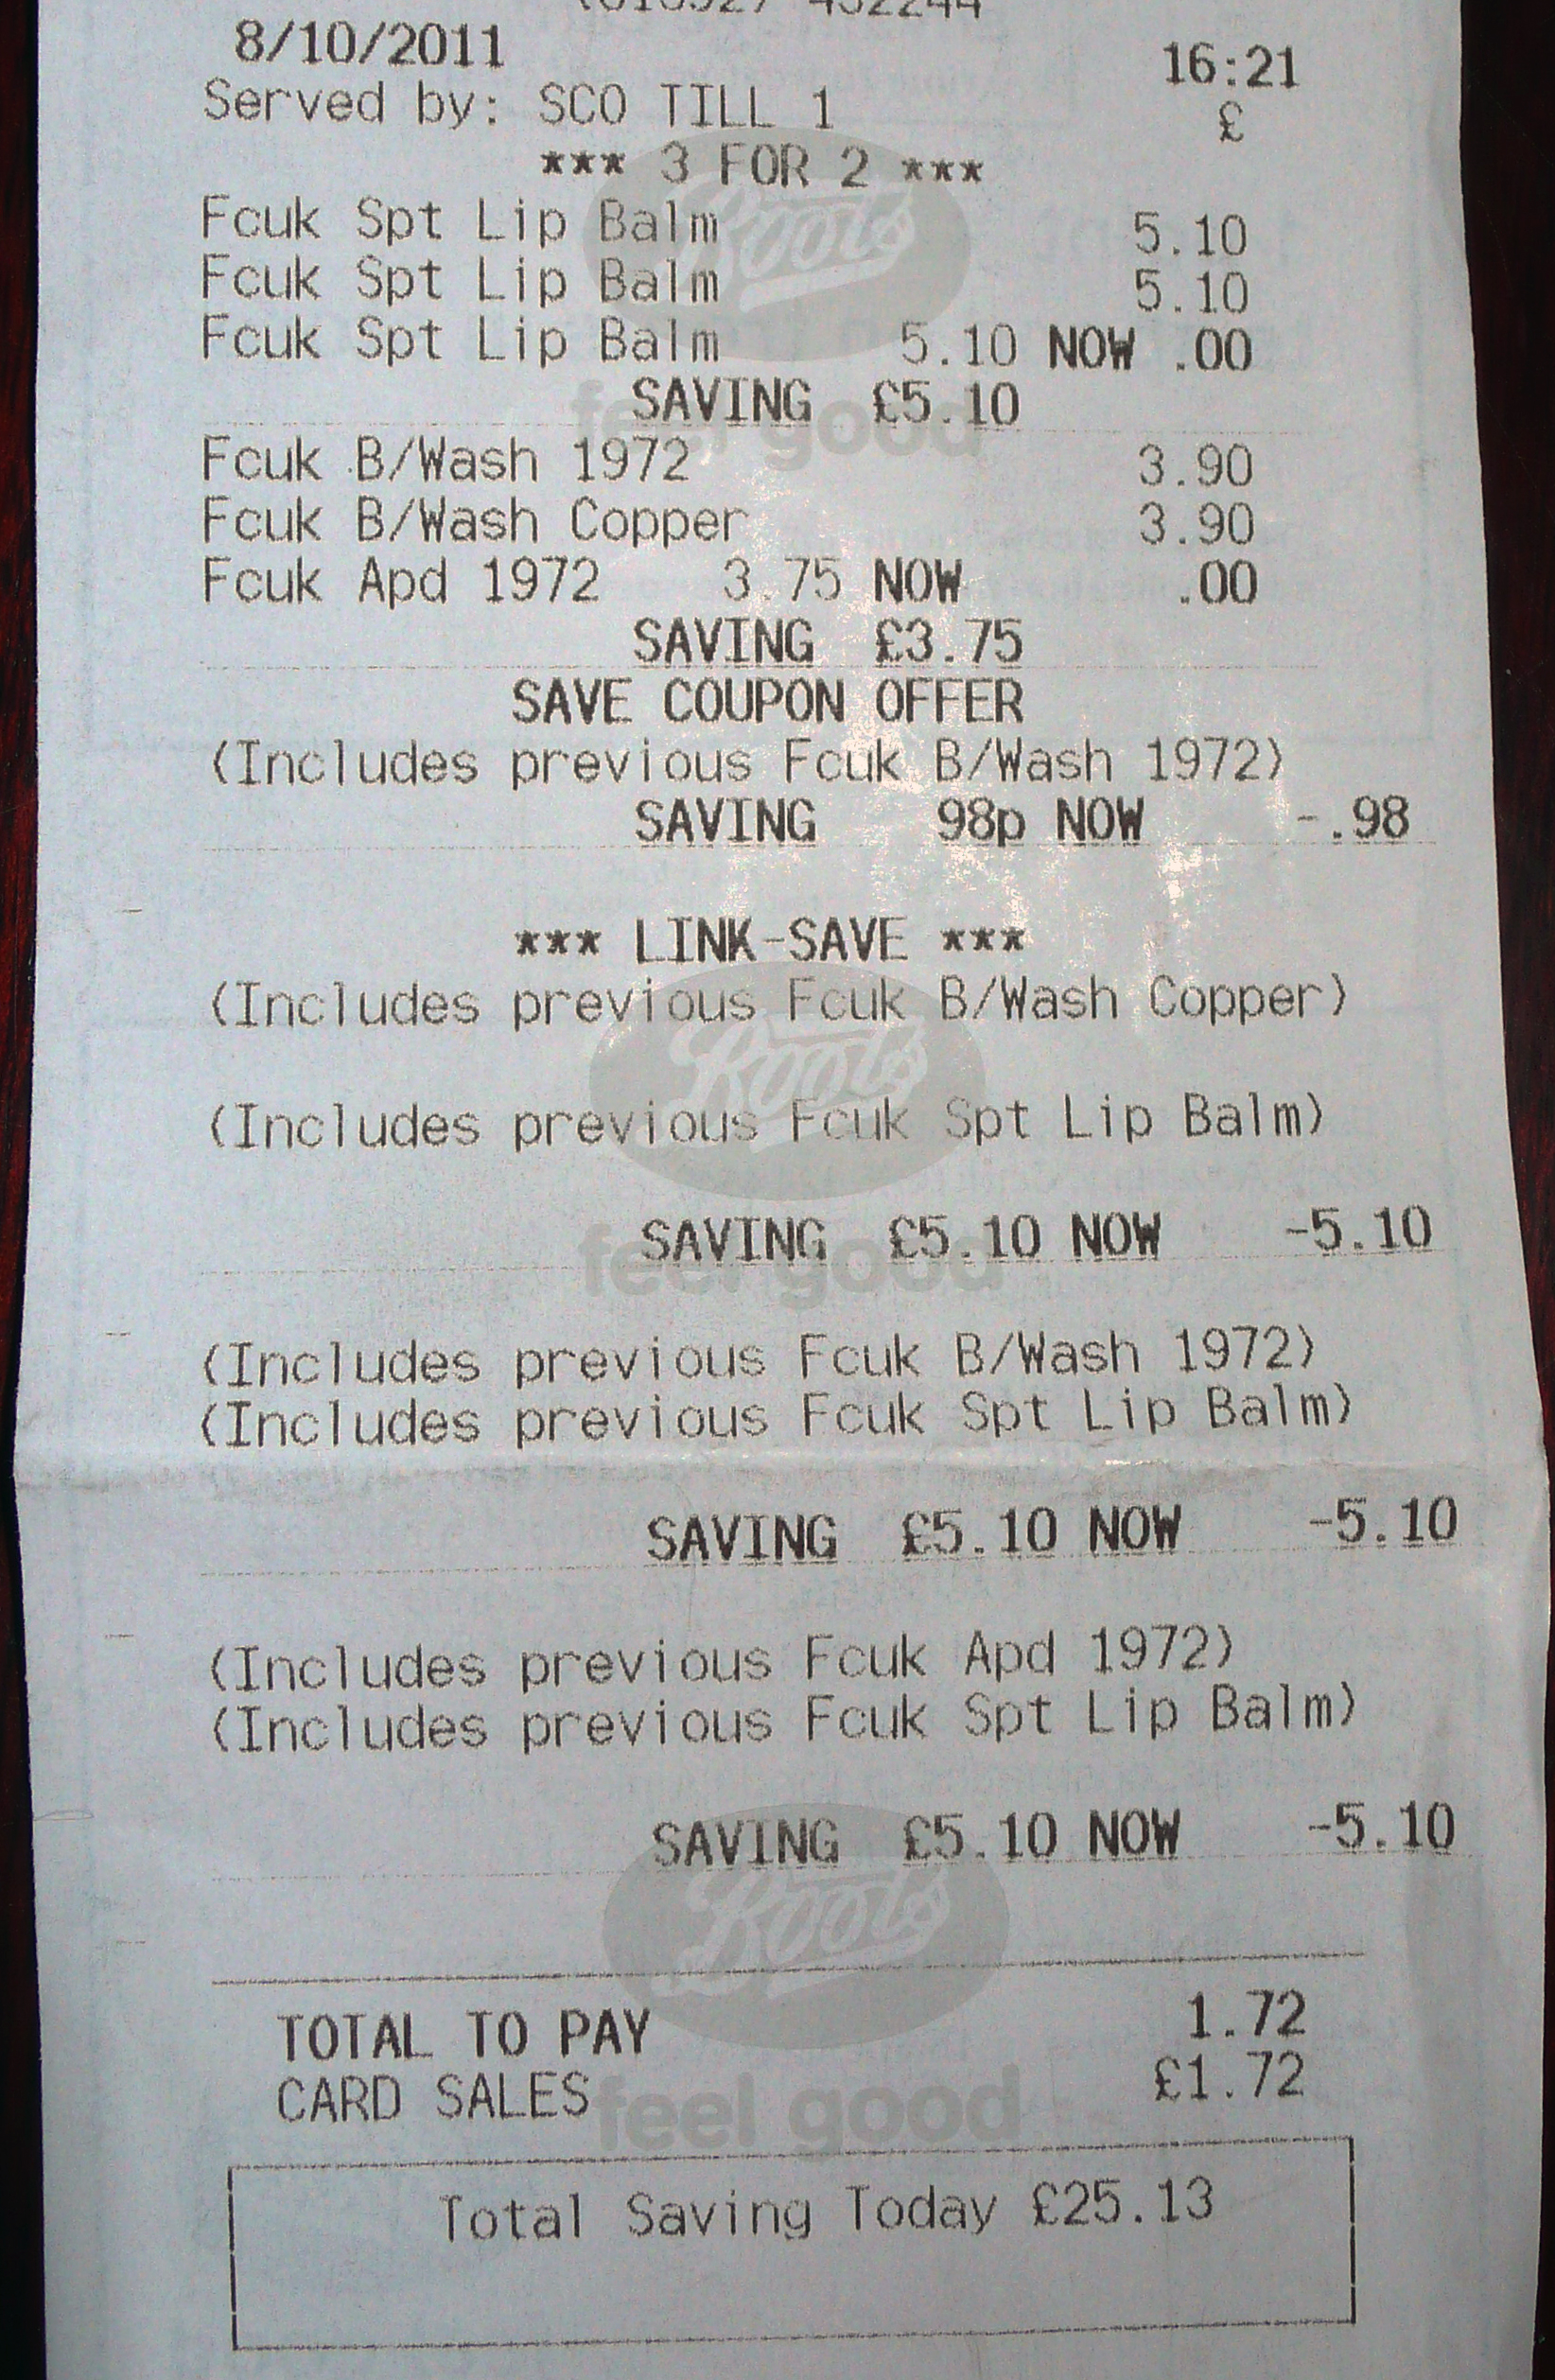 8/10/2011 16:21
Served by: SCO TILL 1 £
*** 3 FOR 2 ***
Fcuk Spt Lip Balm 5.10
Fcuk Spt Lip Balm 5.10
Fcuk Spt Lip Balm 5.10 NOW .00
SAVING £5.10
Fcuk B/Wash 1972 3.90
Fcuk B/Wash Copper 3.90
Fcuk Apd 1972 3.75 NOW .00
SAVING £3.75
SAVE COUPON OFFER
(Includes previous Fcuk B/Wash 1972)
SAVING 98p NOW -.98
*** LINK-SAVE ***
(Includes previous Fcuk B/Wash Copper)
Boots
(Includes previous Fcuk Spt Lip Balm)
SAVING £5.10 NOW -5.10
feel good
(Includes previous Fcuk B/Wash 1972)
(Includes previous Fcuk Spt Lip Balm)
SAVING £5.10 NOW -5.10
(Includes previous Fcuk Apd 1972)
(Includes previous Fcuk Spt Lip Balm)
SAVING £5.10 NOW -5.10
Boots
TOTAL TO PAY 1.72
CARD SALES £1.72
feel good
Total Saving Today £25.13